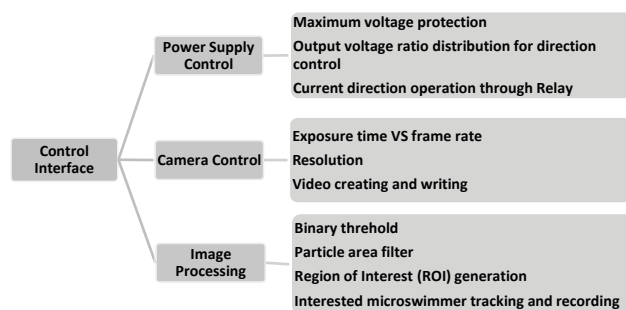 Control
Interface
Power Supply
Control
Maximum voltage protection
Output voltage ratio distribution for direction
control
Current direction operation through Relay
Camera Control
Exposure time VS frame rate
Resolution
Video creating and writing
Image
Processing
Binary threhold
Particle area filter
Region of Interest (ROI) generation
Interested microswimmer tracking and recording